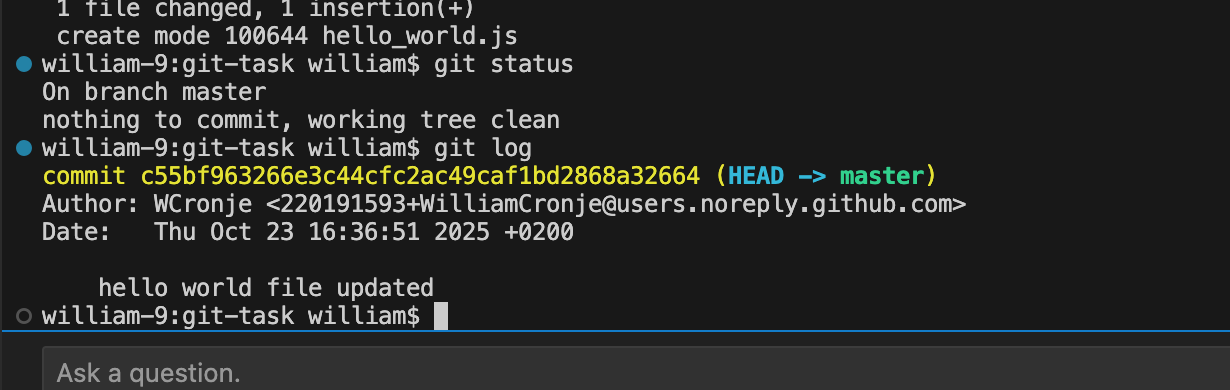 1 file changed, 1 insertion(+)
create mode 100644 hello_world.js
william-9:git-task william$ git status
On branch master
nothing to commit, working tree clean
william-9:git-task william$ git log
commit c55bf963266e3c44cfc2ac49caf1bd2868a32664 (HEAD -> master)
Author: WCronje <220191593+WilliamCronje@users.noreply.github.com>
Date:   Thu Oct 23 16:36:51 2025 +0200
    hello world file updated
william-9:git-task william$
Ask a question.